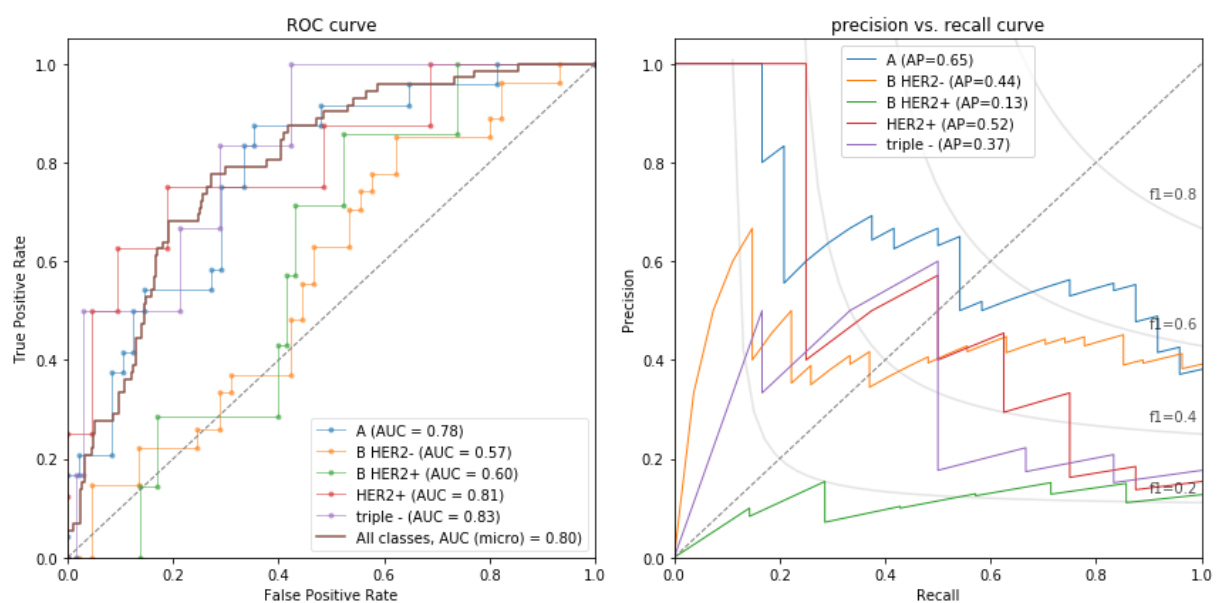 ROC curve
True Positive Rate
1.0
0.8
0.6
0.4
0.2
0.0
A (AUC = 0.78)
B HER2- (AUC = 0.57)
B HER2+ (AUC = 0.60)
HER2+ (AUC = 0.81)
triple - (AUC = 0.83)
All classes, AUC (micro) = 0.80)
0.0 0.2 0.4 0.6 0.8 1.0
False Positive Rate
precision vs. recall curve
Precision
1.0
0.8
0.6
0.4
0.2
0.0
A (AP=0.65)
B HER2- (AP=0.44)
B HER2+ (AP=0.13)
HER2+ (AP=0.52)
triple - (AP=0.37)
f1=0.8
f1=0.6
f1=0.4
f1=0.2
0.0 0.2 0.4 0.6 0.8 1.0
Recall